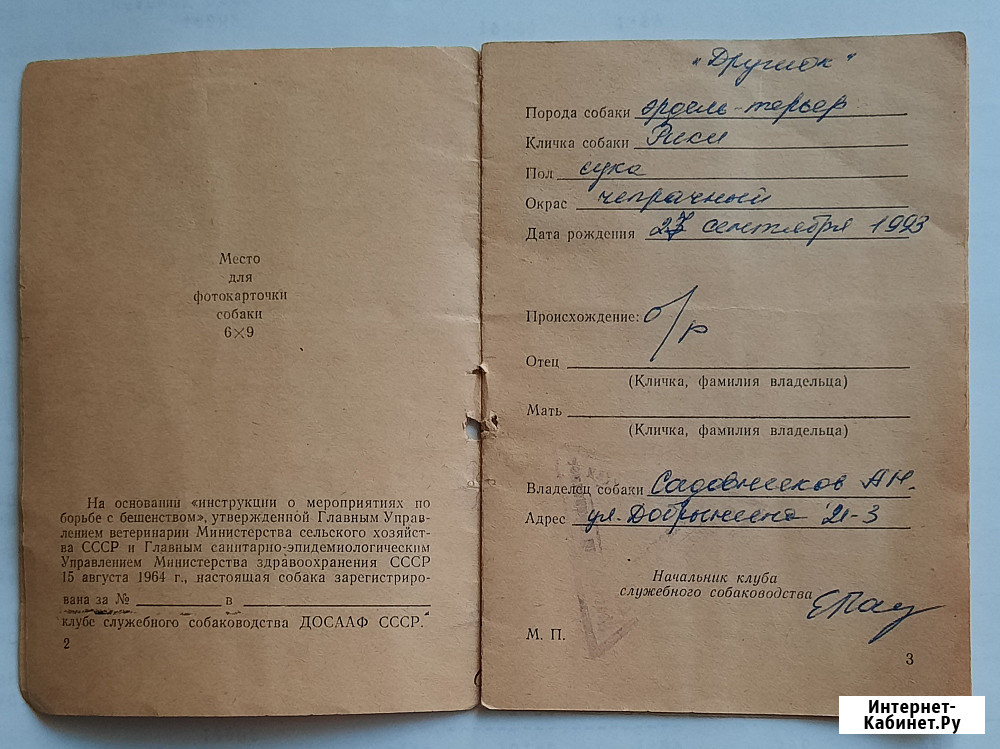 Место
для
фотокарточки
собаки
6×9
На основании «инструкции о мероприятиях по
борьбе с бешенством», утвержденной Главным Управ-
лением ветеринарии Министерства сельского хозяйст-
ва СССР и Главным санитарно-эпидемиологическим
Управлением Министерства здравоохранения СССР
15 августа 1964 г., настоящая собака зарегистриро-
вана за № в
клубе служебного собаководства ДОСААФ СССР.
2
"Дружок"
Порода собаки эрдель-терьер
Кличка собаки Рики
Пол сука
Окрас чепрачный
Дата рождения 27 сентября 1993
Происхождение: б/р
Отец
(Кличка, фамилия владельца)
Мать
(Кличка, фамилия владельца)
Владелец собаки Садовников А.Н.
Адрес ул. Добрынина 21-3
Начальник клуба
служебного собаководства
М. П.
3
Интернет-
Кабинет.Ру